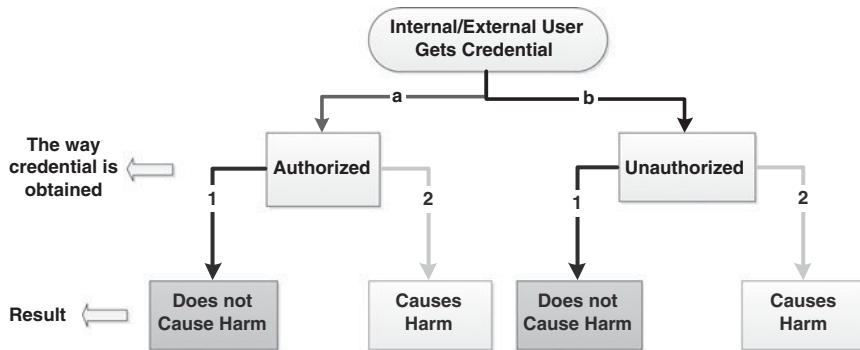 Internal/External User
Gets Credential
a
b
The way
credential is
obtained
Authorized
Unauthorized
1
2
1
2
Result
Does not
Cause Harm
Causes
Harm
Does not
Cause Harm
Causes
Harm